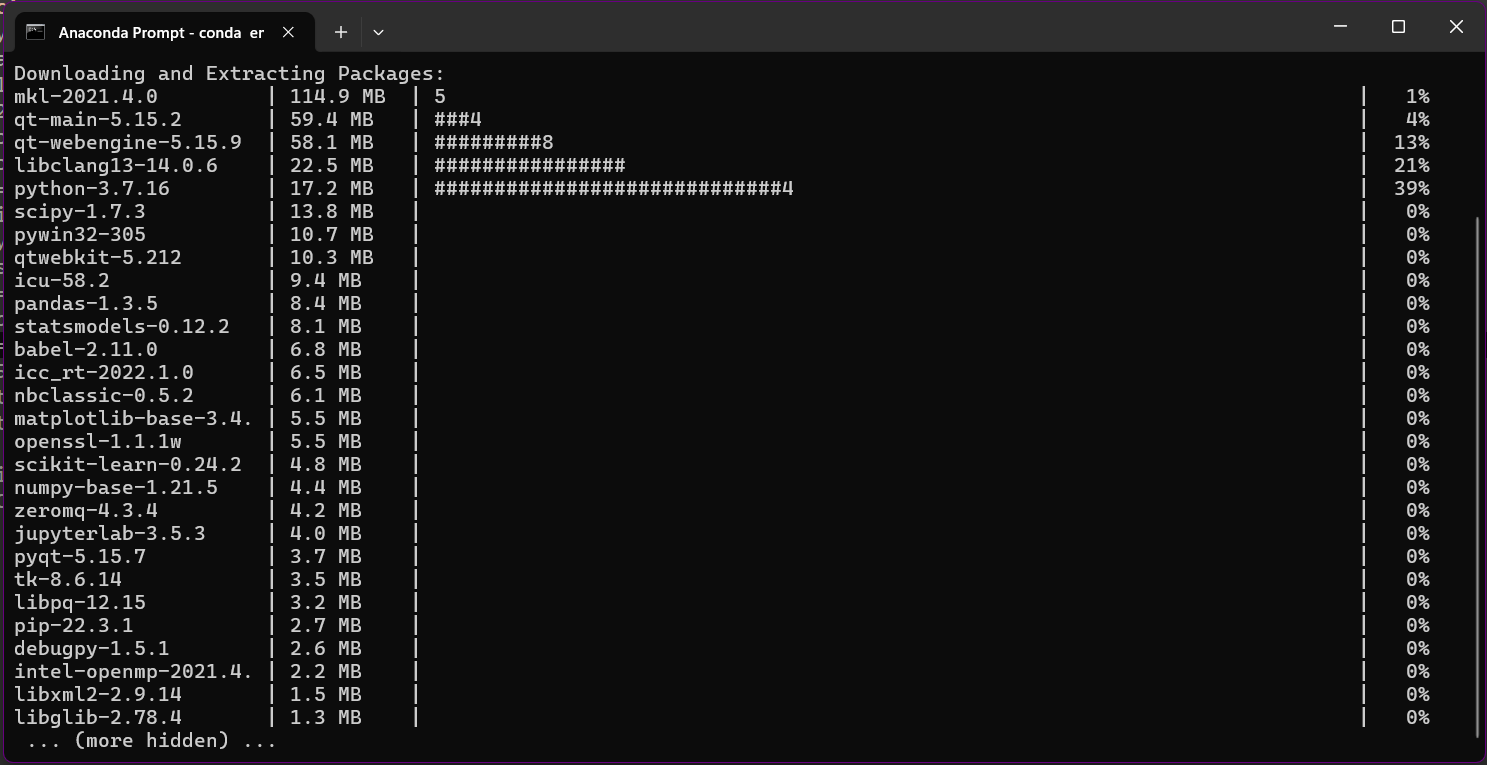 Anaconda Prompt - conda er
Downloading and Extracting Packages:
mkl-2021.4.0 | 114.9 MB | 5 | 1%
qt-main-5.15.2 | 59.4 MB | ###4 | 4%
qt-webengine-5.15.9 | 58.1 MB | #########8 | 13%
libclang13-14.0.6 | 22.5 MB | ################ | 21%
python-3.7.16 | 17.2 MB | #############################4 | 39%
scipy-1.7.3 | 13.8 MB | | 0%
pywin32-305 | 10.7 MB | | 0%
qtwebkit-5.212 | 10.3 MB | | 0%
icu-58.2 | 9.4 MB | | 0%
pandas-1.3.5 | 8.4 MB | | 0%
statsmodels-0.12.2 | 8.1 MB | | 0%
babel-2.11.0 | 6.8 MB | | 0%
icc_rt-2022.1.0 | 6.5 MB | | 0%
nbclassic-0.5.2 | 6.1 MB | | 0%
matplotlib-base-3.4. | 5.5 MB | | 0%
openssl-1.1.1w | 5.5 MB | | 0%
scikit-learn-0.24.2 | 4.8 MB | | 0%
numpy-base-1.21.5 | 4.4 MB | | 0%
zeromq-4.3.4 | 4.2 MB | | 0%
jupyterlab-3.5.3 | 4.0 MB | | 0%
pyqt-5.15.7 | 3.7 MB | | 0%
tk-8.6.14 | 3.5 MB | | 0%
libpq-12.15 | 3.2 MB | | 0%
pip-22.3.1 | 2.7 MB | | 0%
debugpy-1.5.1 | 2.6 MB | | 0%
intel-openmp-2021.4. | 2.2 MB | | 0%
libxml2-2.9.14 | 1.5 MB | | 0%
libglib-2.78.4 | 1.3 MB | | 0%
... (more hidden) ...